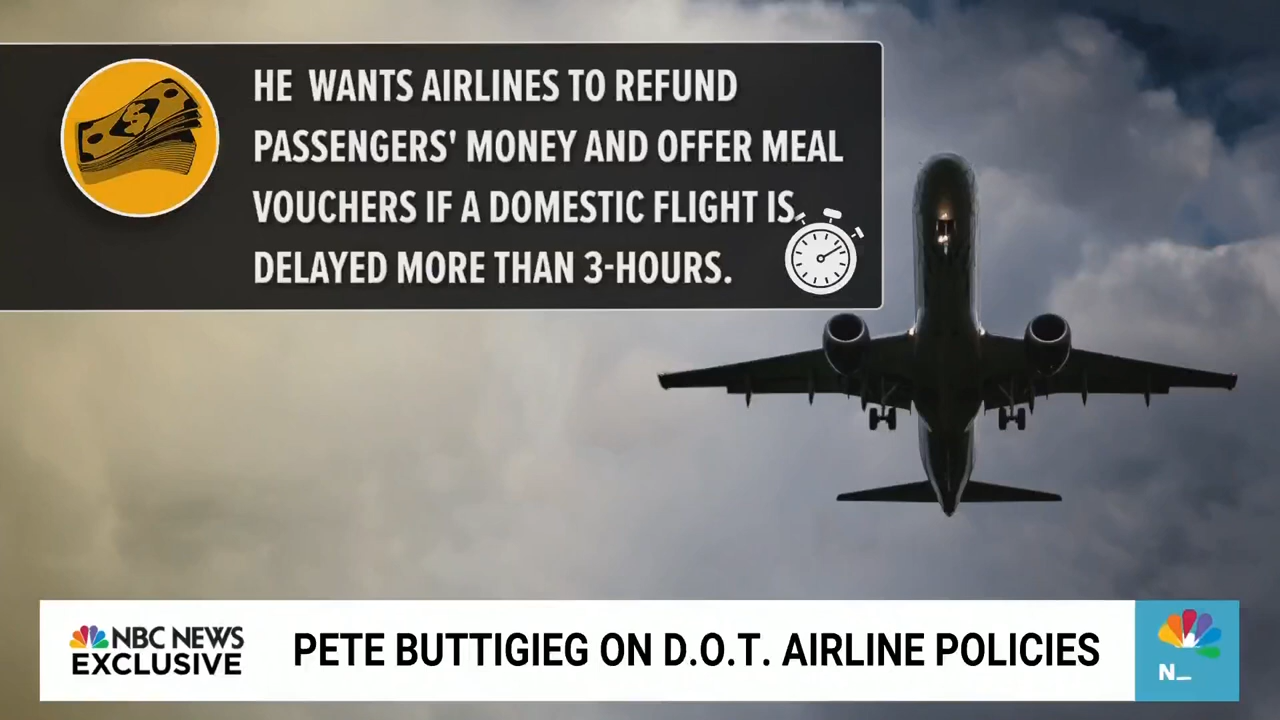 HE WANTS AIRLINES TO REFUND
PASSENGERS' MONEY AND OFFER MEAL
VOUCHERS IF A DOMESTIC FLIGHT IS
DELAYED MORE THAN 3-HOURS.
NBC NEWS
EXCLUSIVE
PETE BUTTIGIEG ON D.O.T. AIRLINE POLICIES
N_